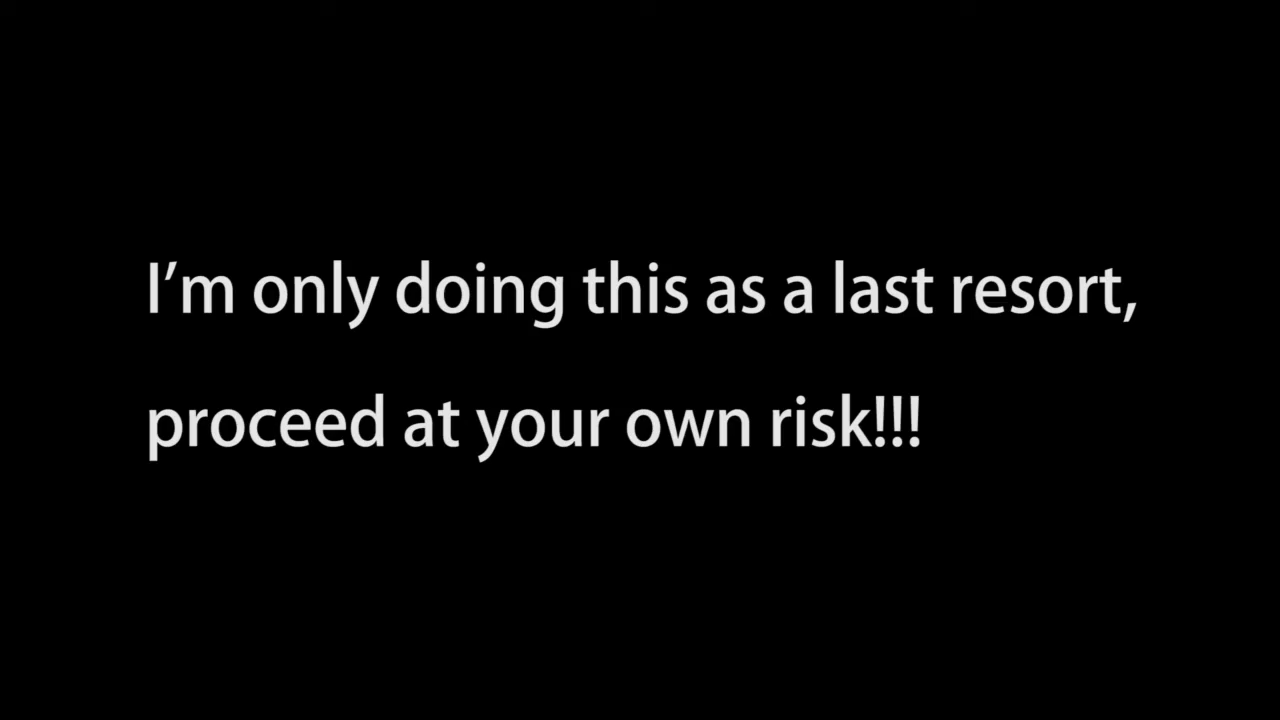 I’m only doing this as a last resort,
proceed at your own risk!!!